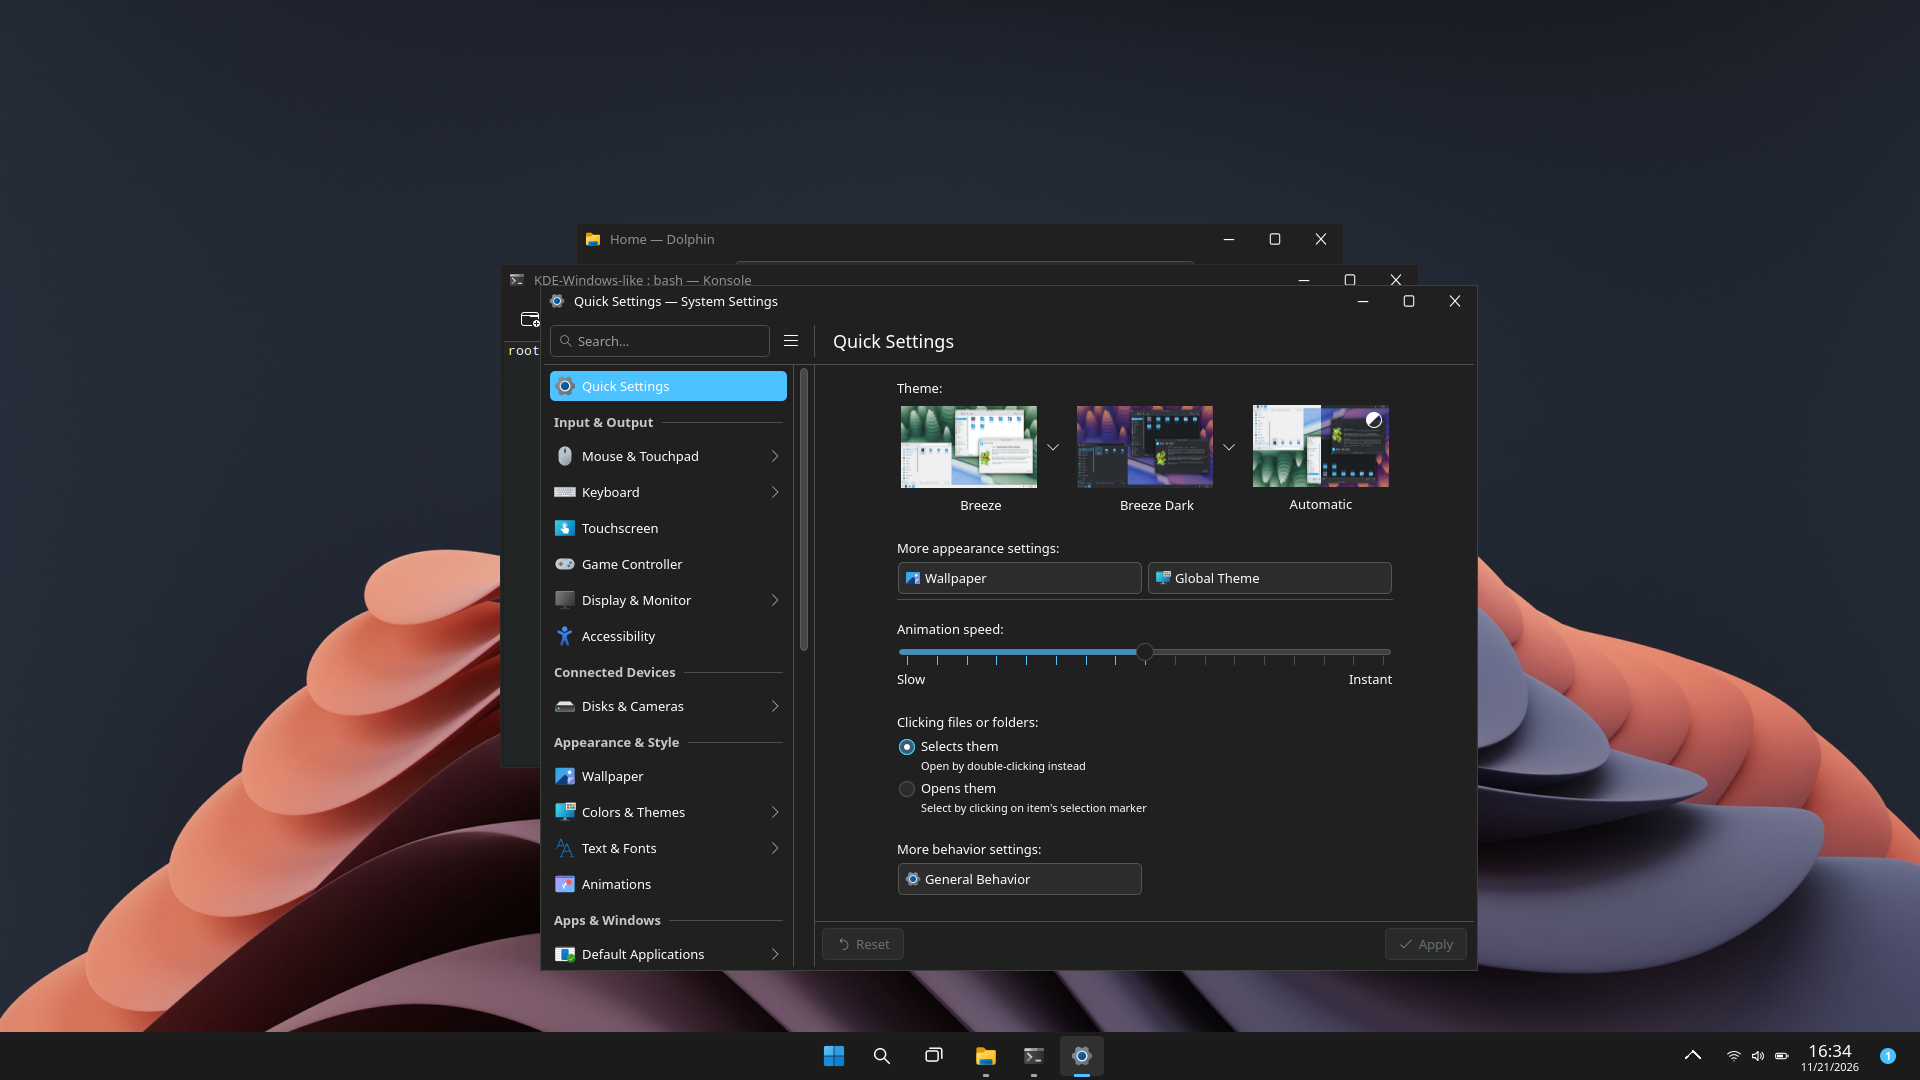 Home — Dolphin
KDE-Windows-like : bash — Konsole
root
Quick Settings — System Settings
Search...
Quick Settings
Quick Settings
Input & Output
Mouse & Touchpad
Keyboard
Touchscreen
Game Controller
Display & Monitor
Accessibility
Connected Devices
Disks & Cameras
Appearance & Style
Wallpaper
Colors & Themes
Text & Fonts
Animations
Apps & Windows
Default Applications
Theme:
Breeze
Breeze Dark
Automatic
More appearance settings:
Wallpaper
Global Theme
Animation speed:
Slow
Instant
Clicking files or folders:
Selects them
Open by double-clicking instead
Opens them
Select by clicking on item's selection marker
More behavior settings:
General Behavior
Reset
Apply
16:34
11/21/2026
1